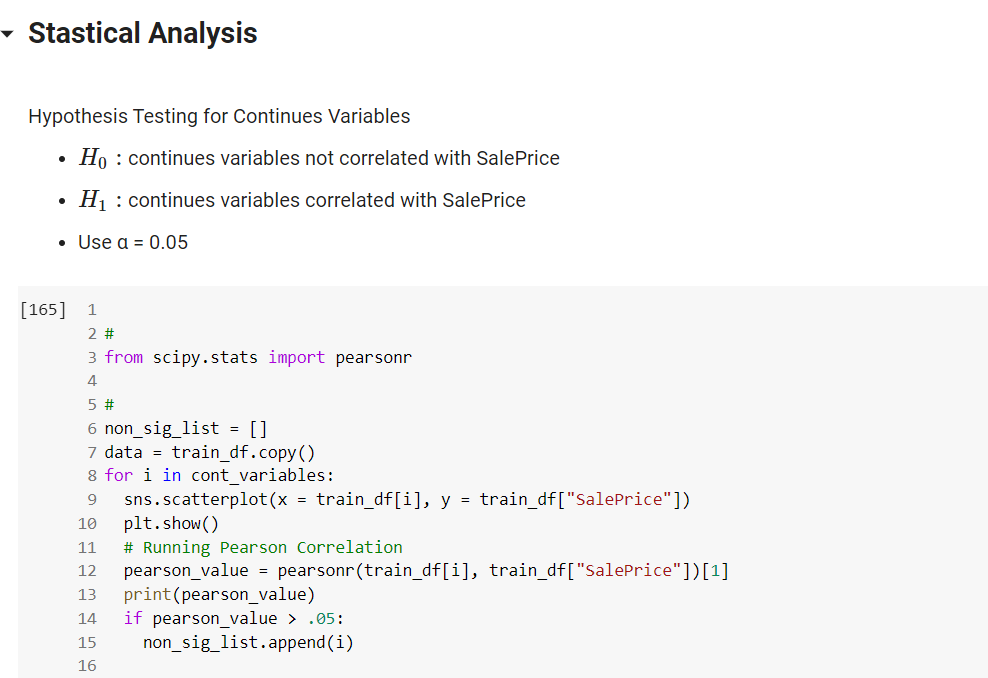 Stastical Analysis
Hypothesis Testing for Continues Variables
• H₀ : continues variables not correlated with SalePrice
• H₁ : continues variables correlated with SalePrice
• Use α = 0.05
[165] 1
2 #
3 from scipy.stats import pearsonr
4
5 #
6 non_sig_list = []
7 data = train_df.copy()
8 for i in cont_variables:
9   sns.scatterplot(x = train_df[i], y = train_df["SalePrice"])
10   plt.show()
11   # Running Pearson Correlation
12   pearson_value = pearsonr(train_df[i], train_df["SalePrice"])[1]
13   print(pearson_value)
14   if pearson_value > .05:
15     non_sig_list.append(i)
16